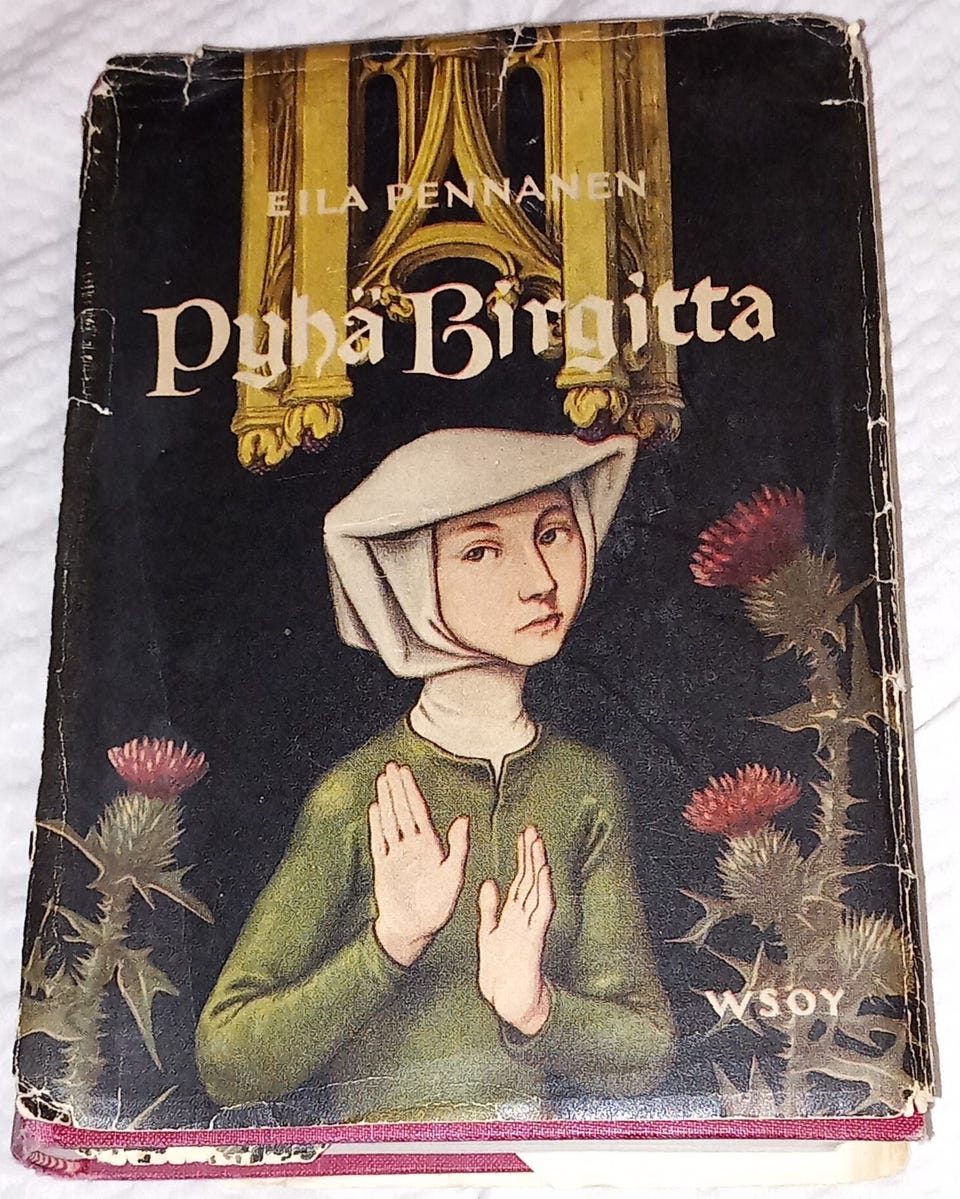 EILA PENNANEN
Pyhä Birgitta
WSOY